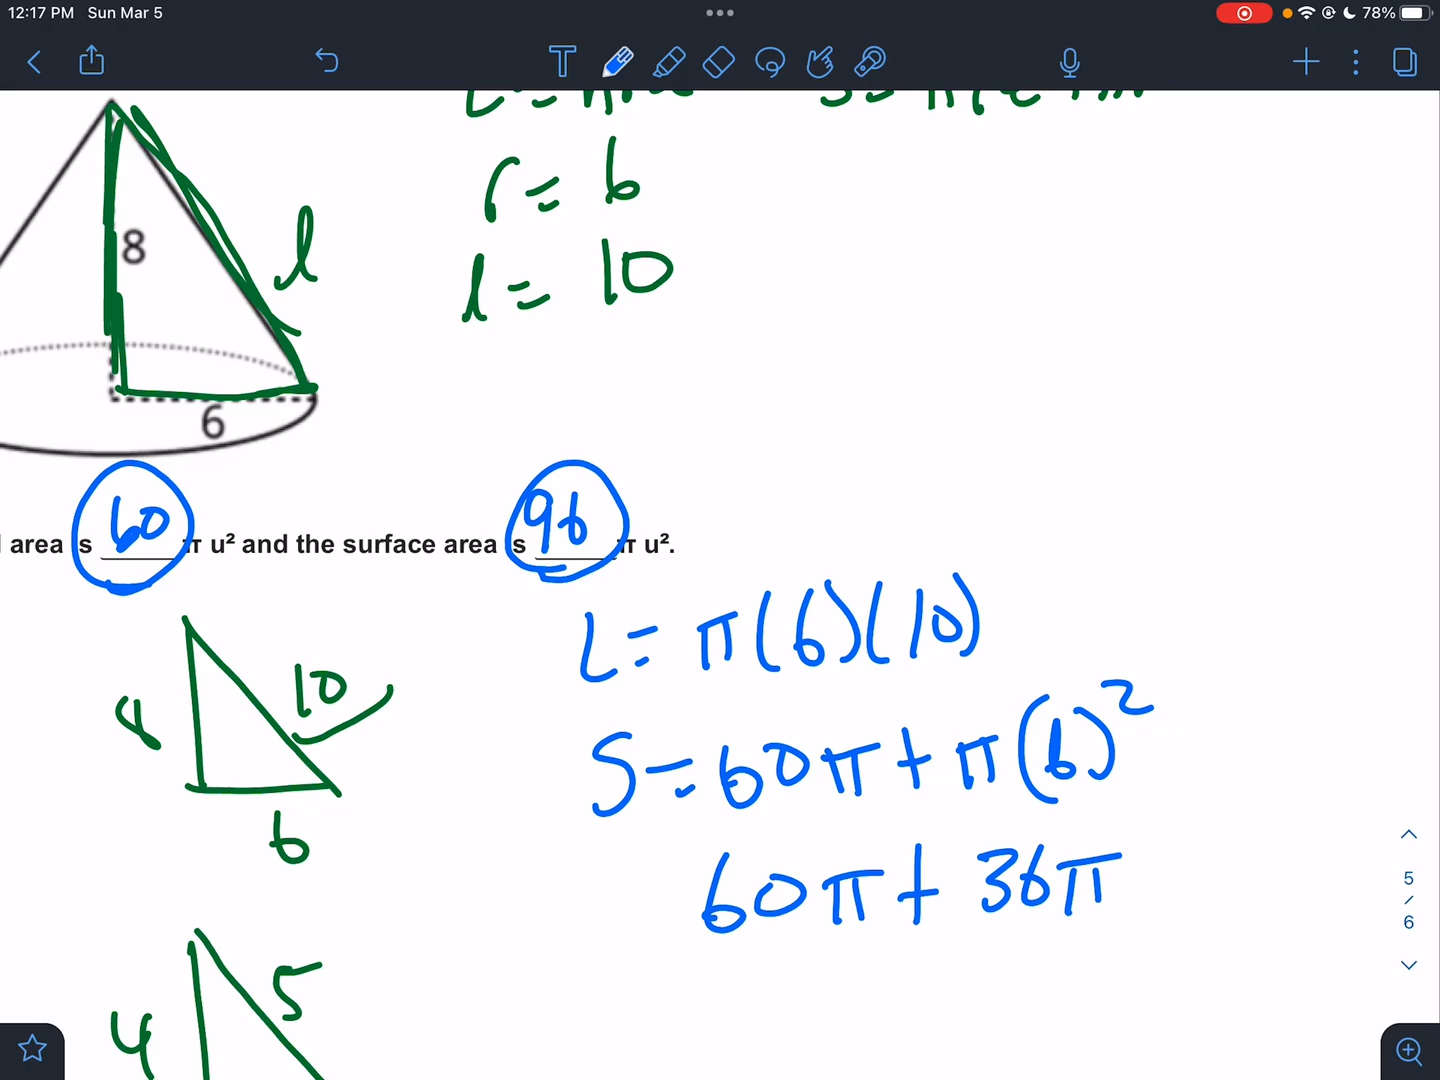 12:17 PM Sun Mar 5
78%
r = 6
l = 10
8
l
6
area is 60 π u² and the surface area is 96 π u².
L = π(6)(10)
10
8
S = 60π + π(6)²
6
60π + 36π
5
6
5
4